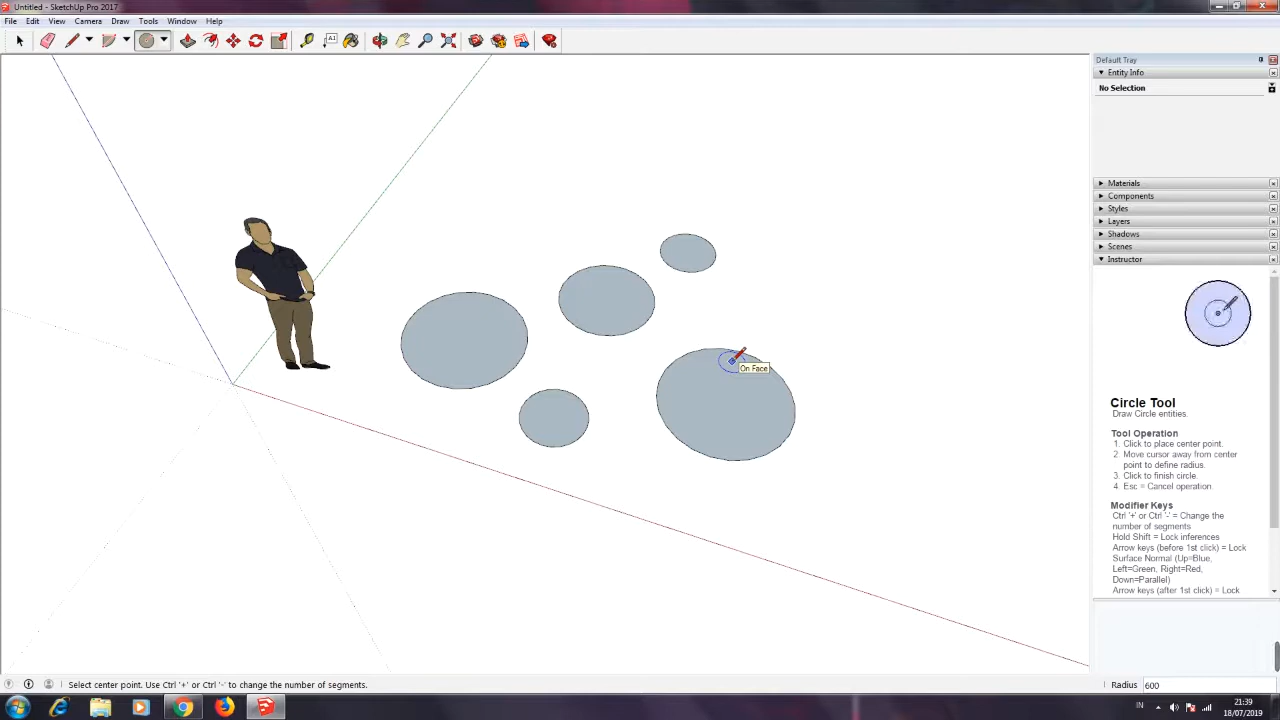 Untitled - SketchUp Pro 2017
File Edit View Camera Draw Tools Window Help
Default Tray
Entity Info
No Selection
Materials
Components
Styles
Layers
Shadows
Scenes
Instructor
On Face
Circle Tool
Draw Circle entities.
Tool Operation
1. Click to place center point.
2. Move cursor away from center
point to define radius.
3. Click to finish circle.
4. Esc = Cancel operation.
Modifier Keys
Ctrl '+' or Ctrl '-' = Change the
number of segments
Hold Shift = Lock inferences
Arrow keys (before 1st click) = Lock
Surface Normal (Up=Blue,
Left=Green, Right=Red,
Down=Parallel)
Arrow keys (after 1st click) = Lock
Select center point. Use Ctrl '+' or Ctrl '-' to change the number of segments.
Radius 600
IN
21:39
18/07/2019